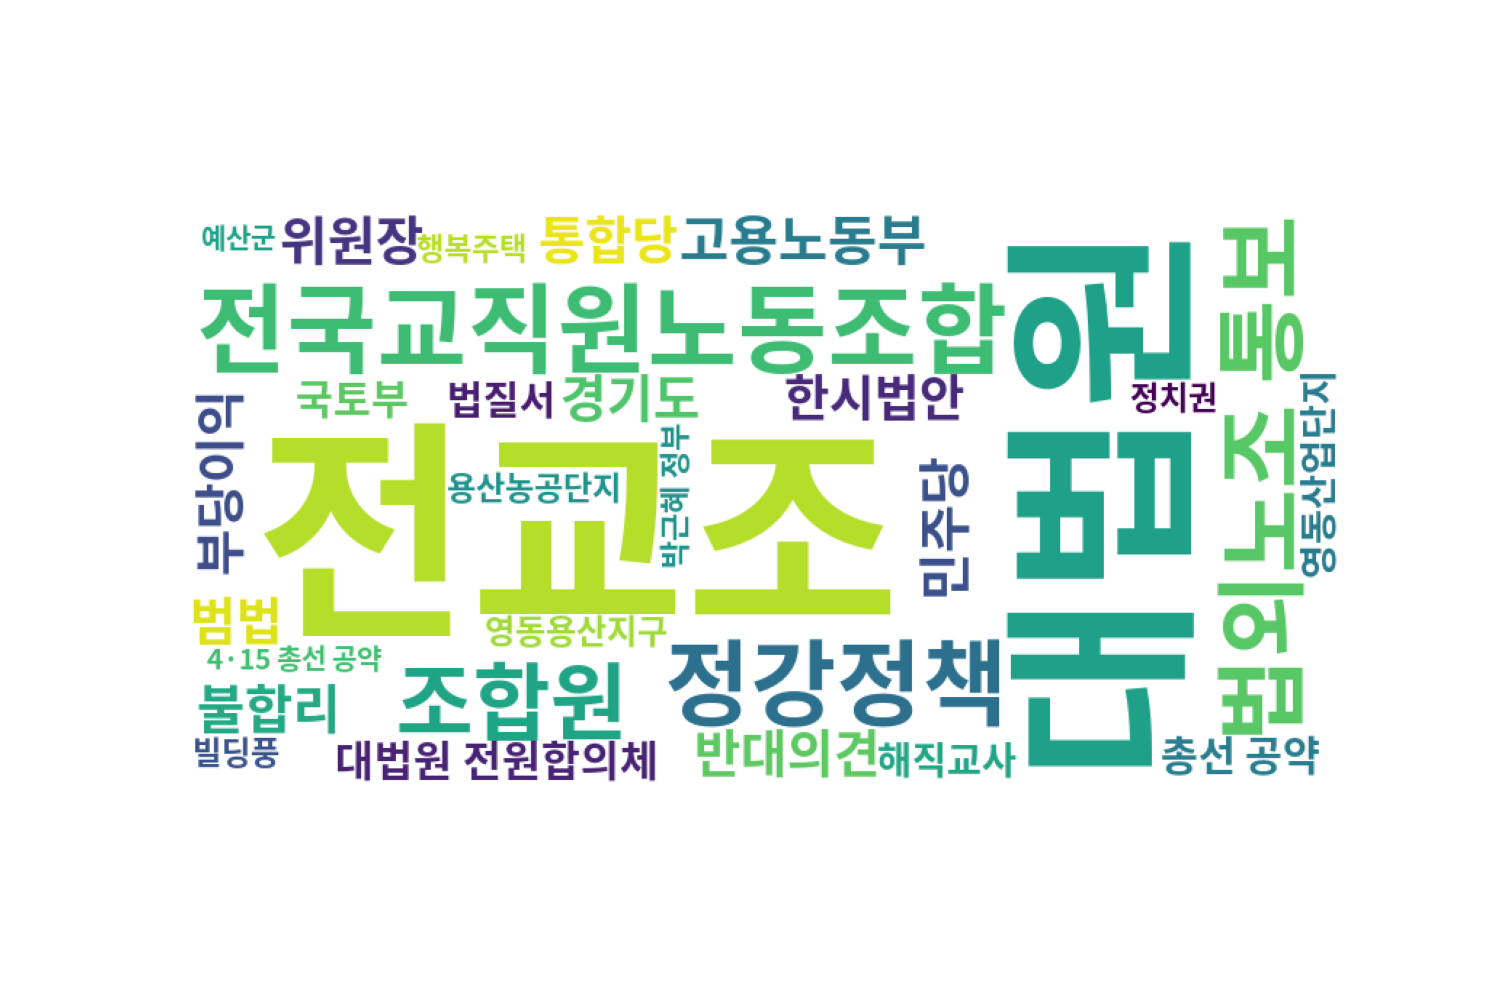 예산군
위원장
행복주택
통합당
고용노동부
전국교직원노동조합
대법원
법외노조 통보
국토부
법질서
경기도
한시법안
정치권
부당이익
전교조
용산농공단지
박근혜 정부
민주당
영동산업단지
범법
영동용산지구
4·15 총선 공약
조합원
정강정책
불합리
빌딩풍
대법원 전원합의체
반대의견
해직교사
총선 공약